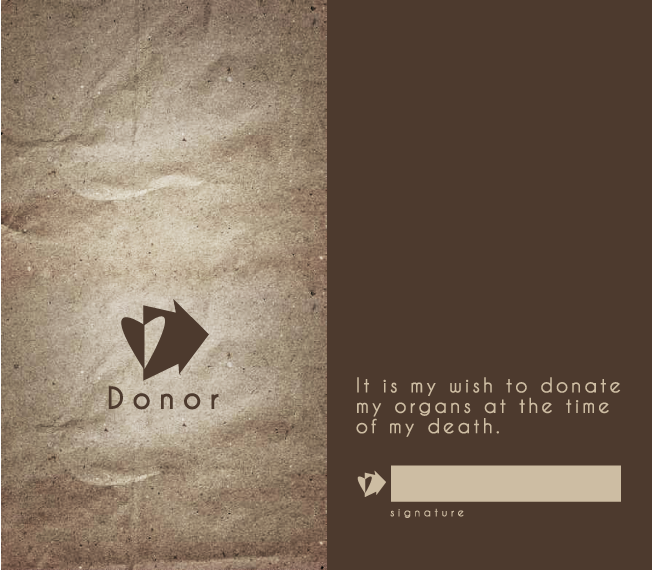 Donor
It is my wish to donate
my organs at the time
of my death.
signature